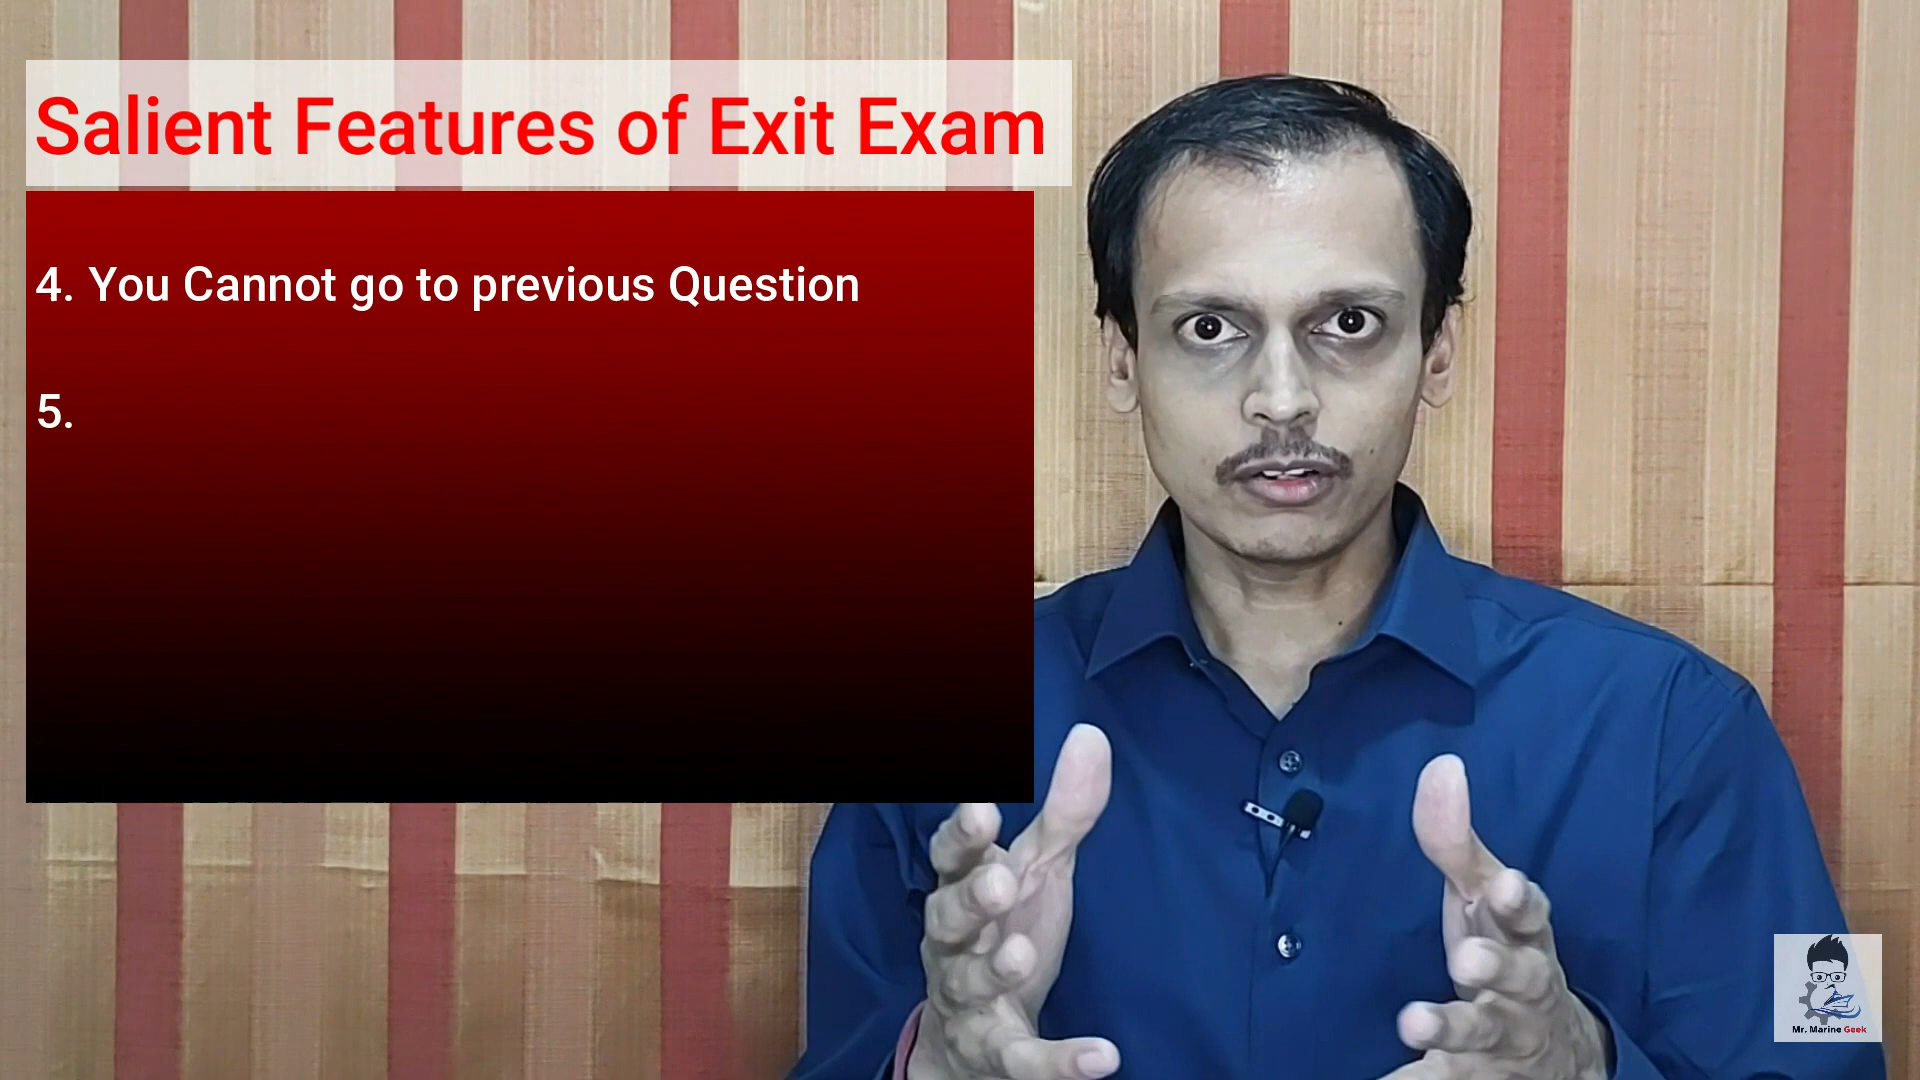 Salient Features of Exit Exam
4. You Cannot go to previous Question
5.
Mr. Marine Geek